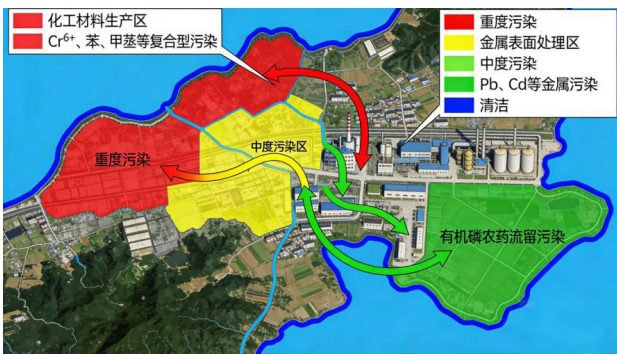 化工材料生产区
Cr⁶⁺、苯、甲苯等复合型污染
重度污染
金属表面处理区
中度污染
Pb、Cd等金属污染
清洁
中度污染区
重度污染
有机磷农药流留污染